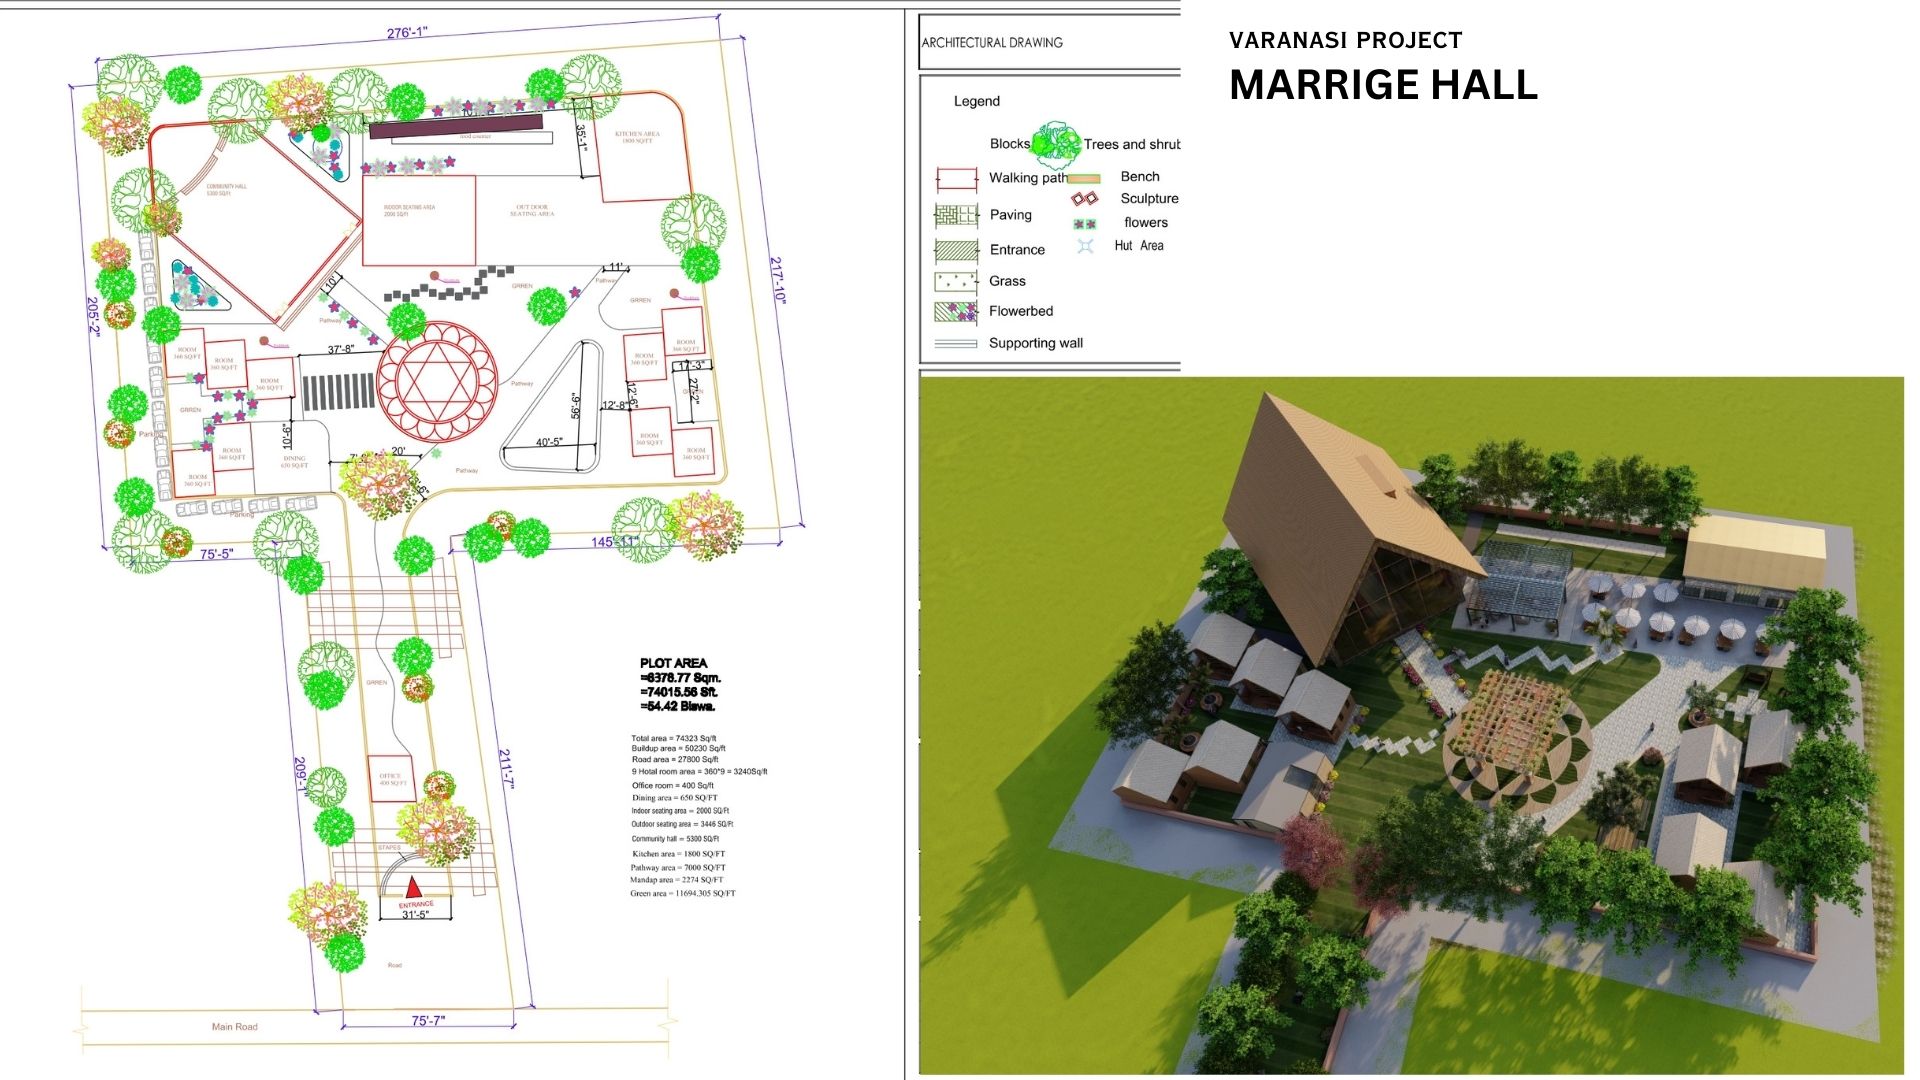 VARANASI PROJECT
MARRIGE HALL
ARCHITECTURAL DRAWING
Legend
Blocks
Trees and shrub
Walking path
Bench
Sculpture
Paving
flowers
Entrance
Hut Area
Grass
Flowerbed
Supporting wall
276'-1"
205'-2"
217'-10"
KITCHEN AREA
1800 SQ/FT
35'-1"
food counter
COMMUNITY HALL
5300 SQ/Ft
INDOOR SEATING AREA
2000 SQ/Ft
OUT DOOR
SEATING AREA
11'
10'
Pathway
GRREN
Pathway
GRREN
ROOM
360 SQ/FT
ROOM
360 SQ/FT
ROOM
360 SQ/FT
37'-8"
Pathway
ROOM
360 SQ/FT
ROOM
360 SQ/FT
17'-3"
27'-2"
12'-6"
12'-8"
56'-9"
40'-5"
GRREN
10'-9"
Parking
ROOM
360 SQ/FT
ROOM
360 SQ/FT
DINING
650 SQ/FT
20'
Pathway
ROOM
360 SQ/FT
ROOM
360 SQ/FT
Parking
75'-5"
145'-11"
GRREN
209'-1"
211'-7"
OFFICE
400 SQ/FT
STAPES
ENTRANCE
31'-5"
Road
75'-7"
Main Road
PLOT AREA
=6376.77 Sqm.
=74015.56 Sft.
=54.42 Biswa.
Total area = 74323 Sq/ft
Buildup area = 50230 Sq/ft
Road area = 27800 Sq/ft
9 Hotal room area = 360*9 = 3240Sq/ft
Office room = 400 Sq/ft
Dining area = 650 SQ/FT
Indoor seating area = 2000 SQ/Ft
Outdoor seating area = 3446 SQ/Ft
Community hall = 5300 SQ/Ft
Kitchen area = 1800 SQ/FT
Pathway area = 7000 SQ/FT
Mandap area = 2274 SQ/FT
Green area = 11694.305 SQ/FT